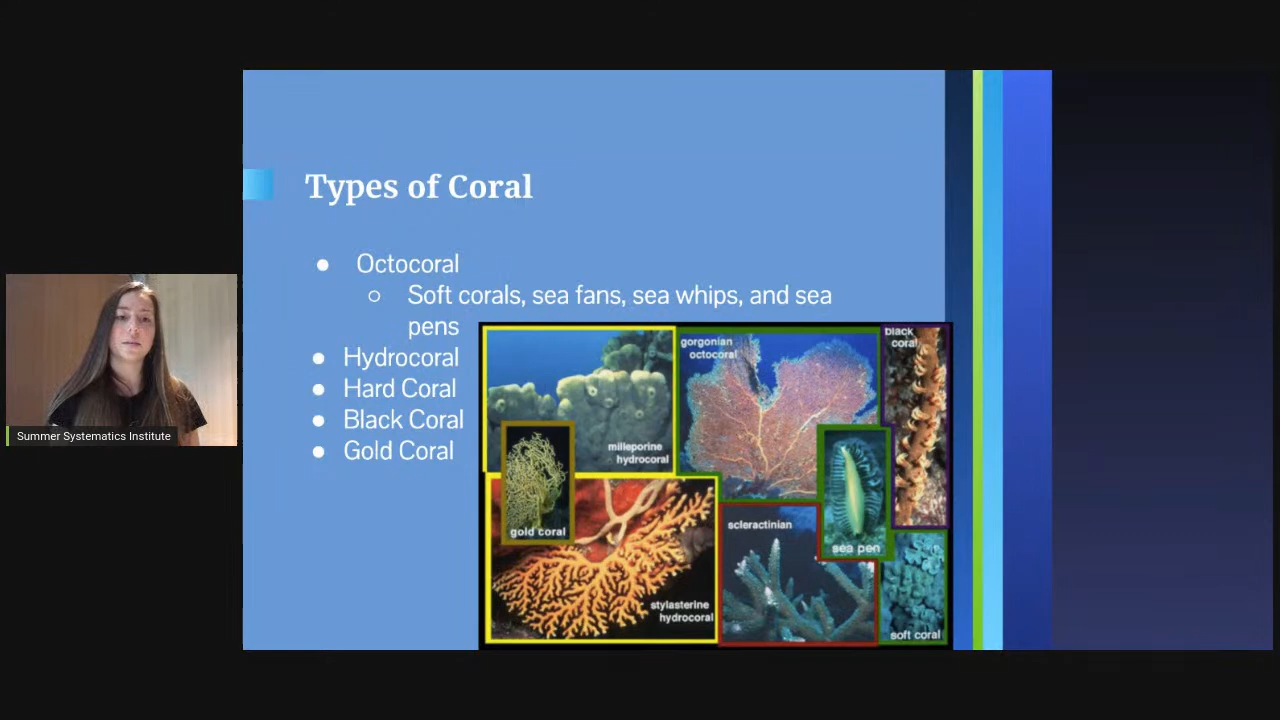 Types of Coral
● Octocoral
○ Soft corals, sea fans, sea whips, and sea
pens
● Hydrocoral
● Hard Coral
● Black Coral
● Gold Coral
milleporine
hydrocoral
gorgonian
octocoral
black
coral
gold coral
stylasterine
hydrocoral
scleractinian
sea pen
soft coral
Summer Systematics Institute